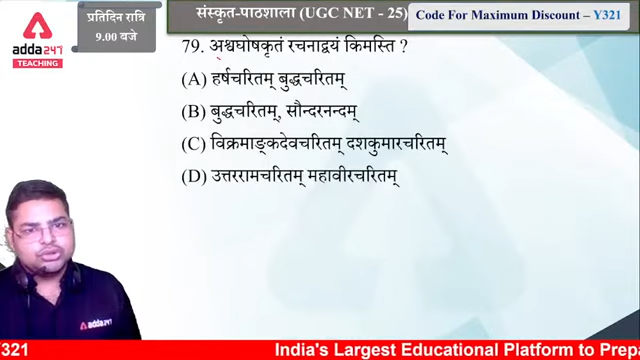 adda247
TEACHING
प्रतिदिन रात्रि
9.00 बजे
संस्कृत-पाठशाला (UGC NET - 25)
Code For Maximum Discount – Y321
79. अश्वघोषकृतं रचनाद्वयं किमस्ति ?
(A) हर्षचरितम् बुद्धचरितम्
(B) बुद्धचरितम्, सौन्दरनन्दम्
(C) विक्रमाङ्कदेवचरितम् दशकुमारचरितम्
(D) उत्तररामचरितम् महावीरचरितम्
adda247
/321
India's Largest Educational Platform to Prepa